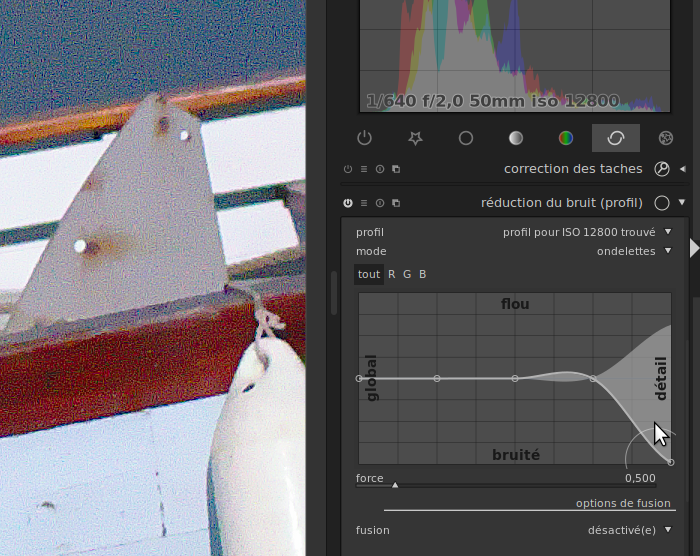 1/640 f/2,0 50mm iso 12800
correction des taches
réduction du bruit (profil)
profil profil pour ISO 12800 trouvé
mode ondelettes
tout R G B
flou
global
détail
bruité
force 0,500
options de fusion
fusion désactivé(e)